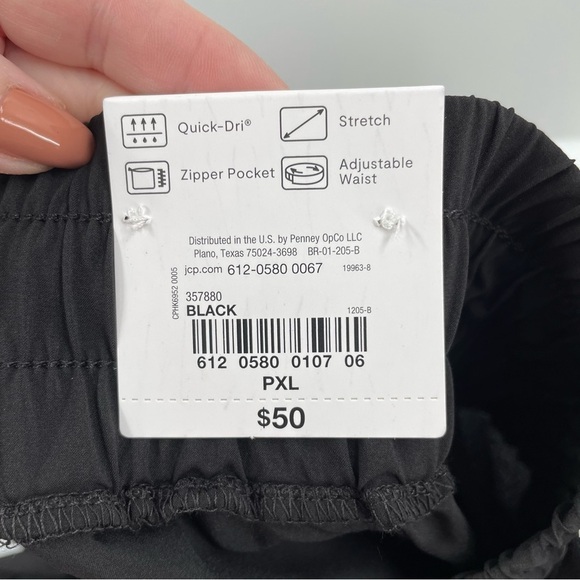 Quick-Dri®
Stretch
Zipper Pocket
Adjustable
Waist
Distributed in the U.S. by Penney OpCo LLC
Plano, Texas 75024-3698 BR-01-205-B
jcp.com 612-0580 0067 19963-8
CPHK6952 0005
357880
BLACK 1205-B
612 0580 0107 06
PXL
$50